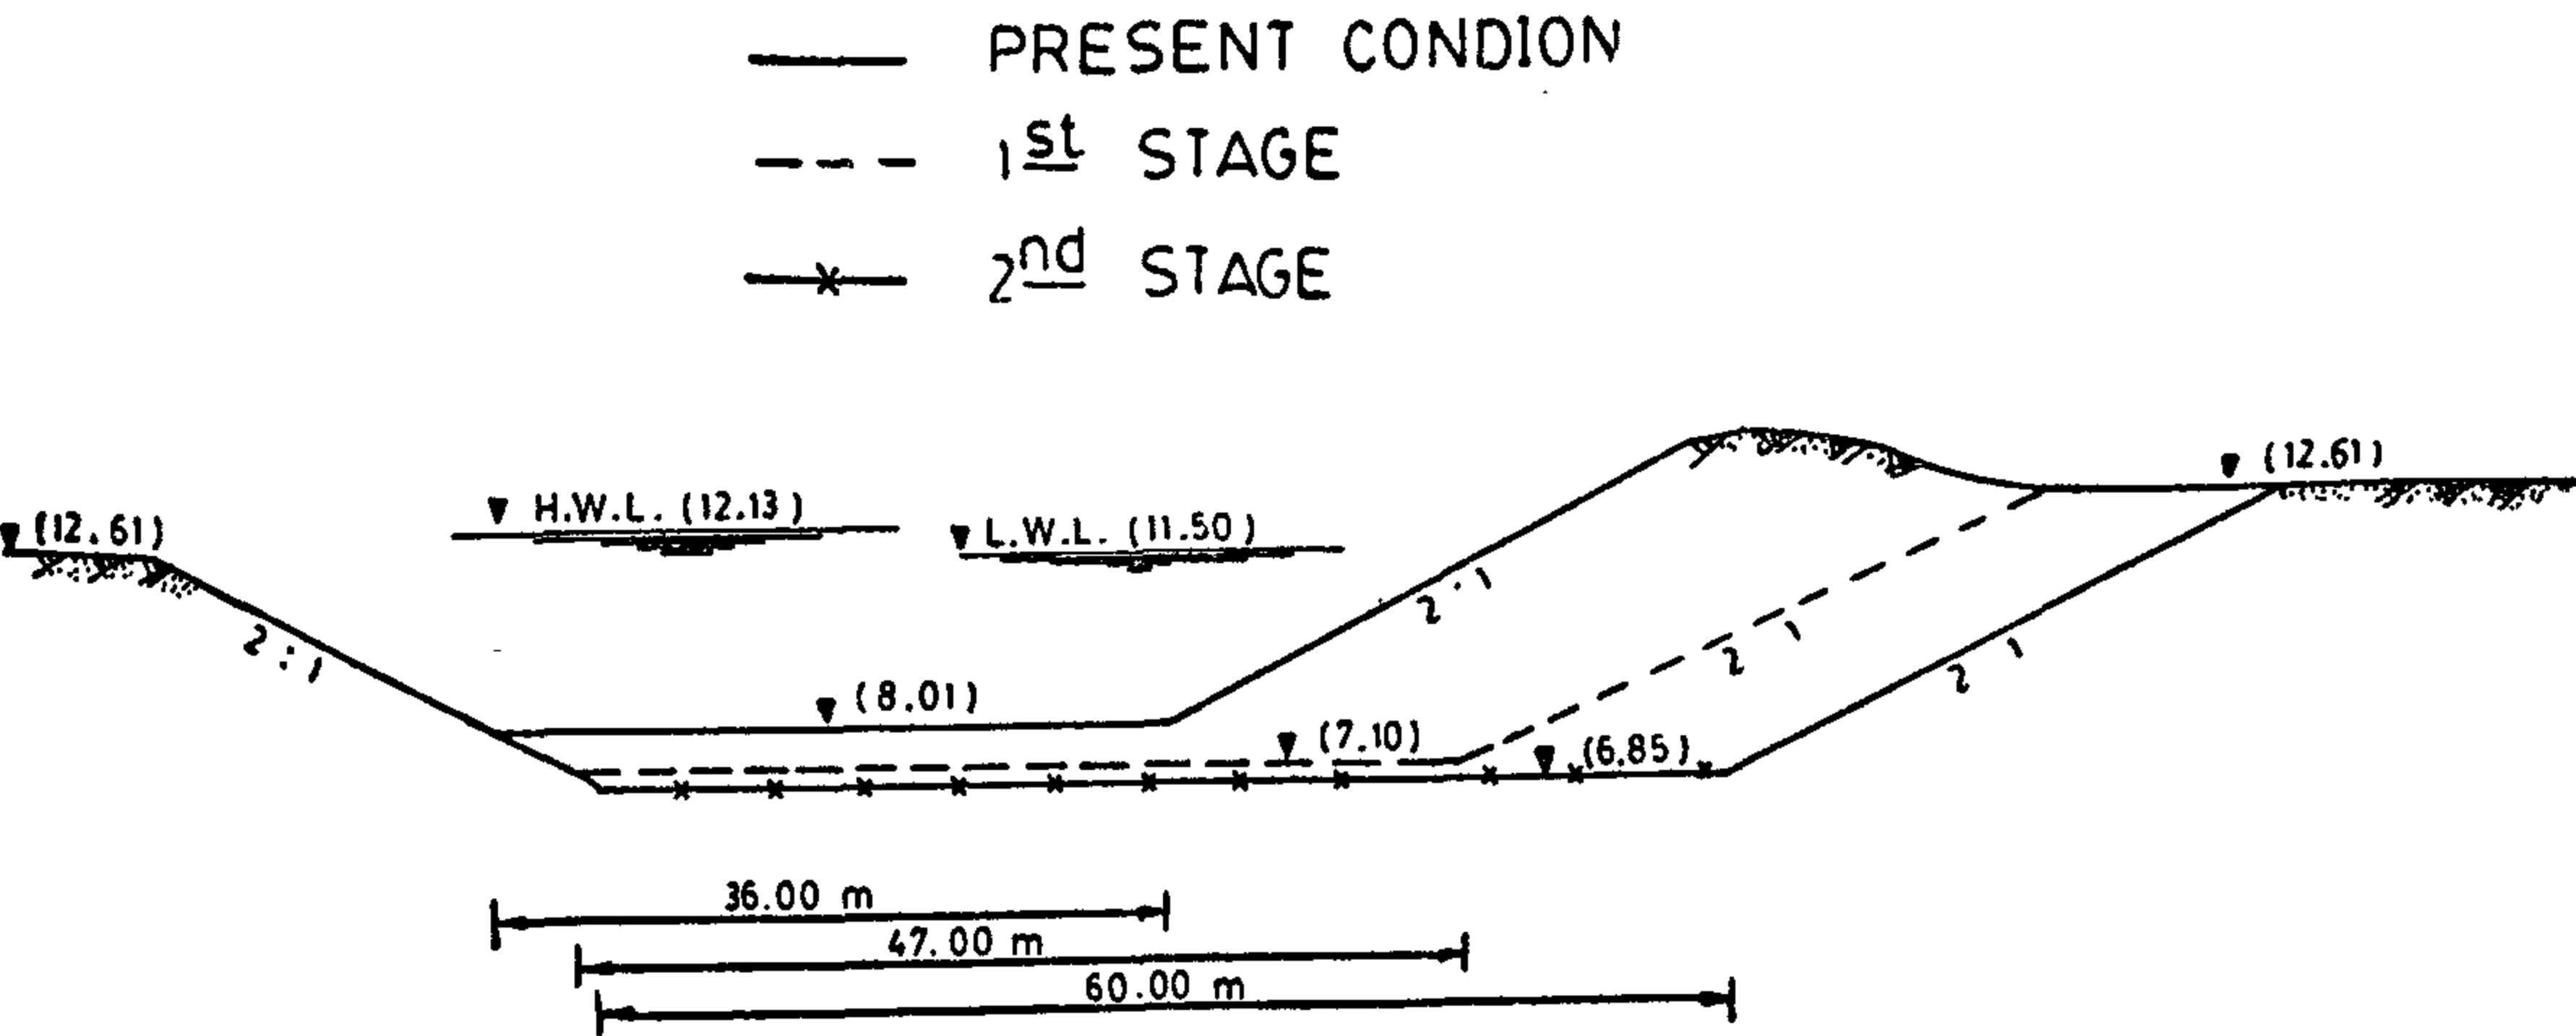 PRESENT CONDION
1st STAGE
2nd STAGE
(12.61)
H.W.L. (12.13)
L.W.L. (11.50)
(12.61)
2:1
2:1
2 1
2 1
(8.01)
(7.10)
(6.85)
36.00 m
47.00 m
60.00 m